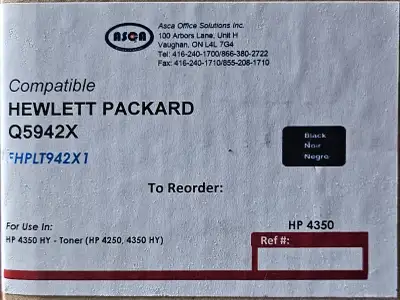 ASCA
Asca Office Solutions Inc.
100 Arbors Lane, Unit H
Vaughan, ON L4L 7G4
Tel: 416-240-1700/866-380-2722
Fax: 416-240-1710/855-208-1710
Compatible
HEWLETT PACKARD
Q5942X
FHPLT942X1
Black
Noir
Negro
To Reorder:
For Use In:
HP 4350
HP 4350 HY - Toner (HP 4250, 4350 HY)
Ref #: